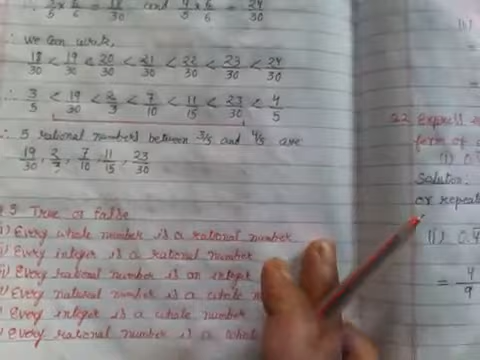 ∴ 3/5 × 6/6 = 18/30 and 4/5 × 6/6 = 24/30
∴ we can write,
18/30 < 19/30 < 20/30 < 21/30 < 22/30 < 23/30 < 24/30
∴ 3/5 < 19/30 < 2/3 < 7/10 < 11/15 < 23/30 < 4/5
∴ 5 rational numbers between 3/5 and 4/5 are
19/30, 2/3, 7/10, 11/15, 23/30
5 True or false
i) Every whole number is a rational number
i) Every integer is a rational number
i) Every rational number is an integer
i) Every natural number is a whole
) Every integer is a whole number
) Every rational number is a whole
ii)
=
=
22 Express
form of
(i) 0.
Solution:
or repeat
ii) 0.4
= 4/9